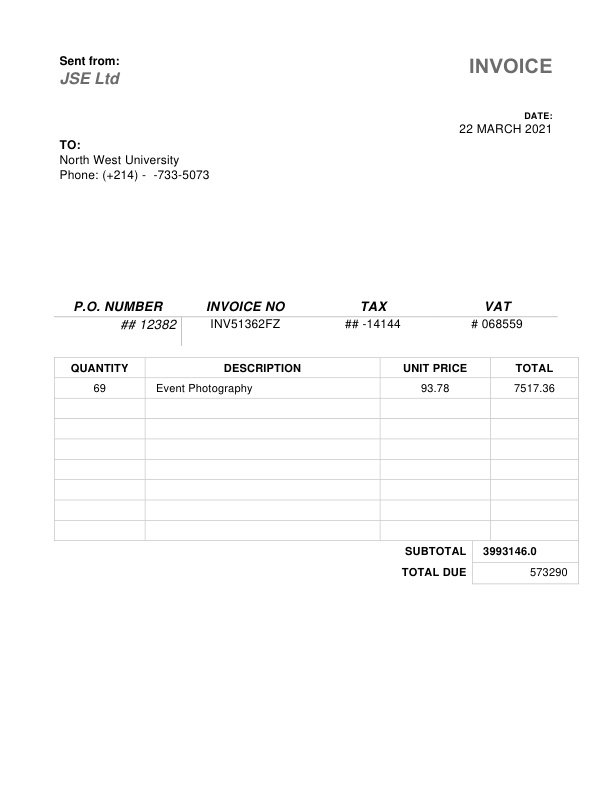 Sent from:
JSE Ltd
INVOICE
DATE:
22 MARCH 2021
TO:
North West University
Phone: (+214) - -733-5073
P.O. NUMBER INVOICE NO TAX VAT
## 12382 INV51362FZ ## -14144 # 068559
QUANTITY DESCRIPTION UNIT PRICE TOTAL
69 Event Photography 93.78 7517.36
SUBTOTAL 3993146.0
TOTAL DUE 573290